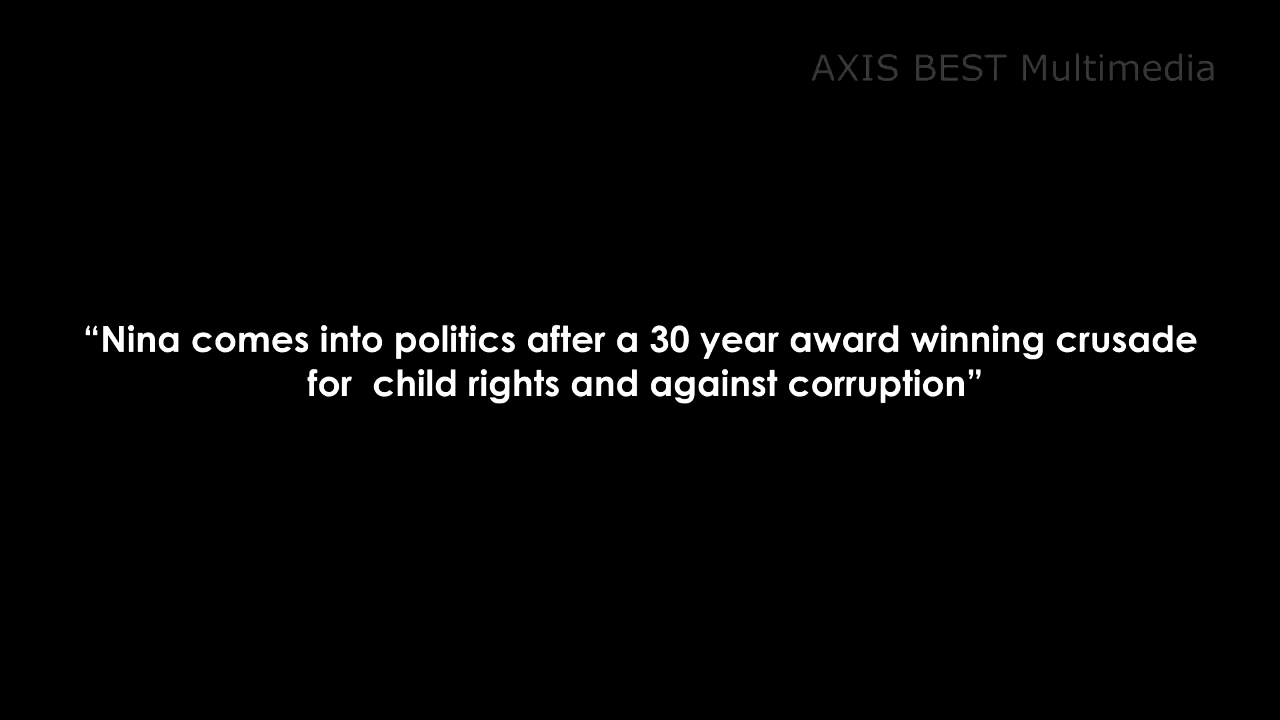 AXIS BEST Multimedia
“Nina comes into politics after a 30 year award winning crusade
for  child rights and against corruption”